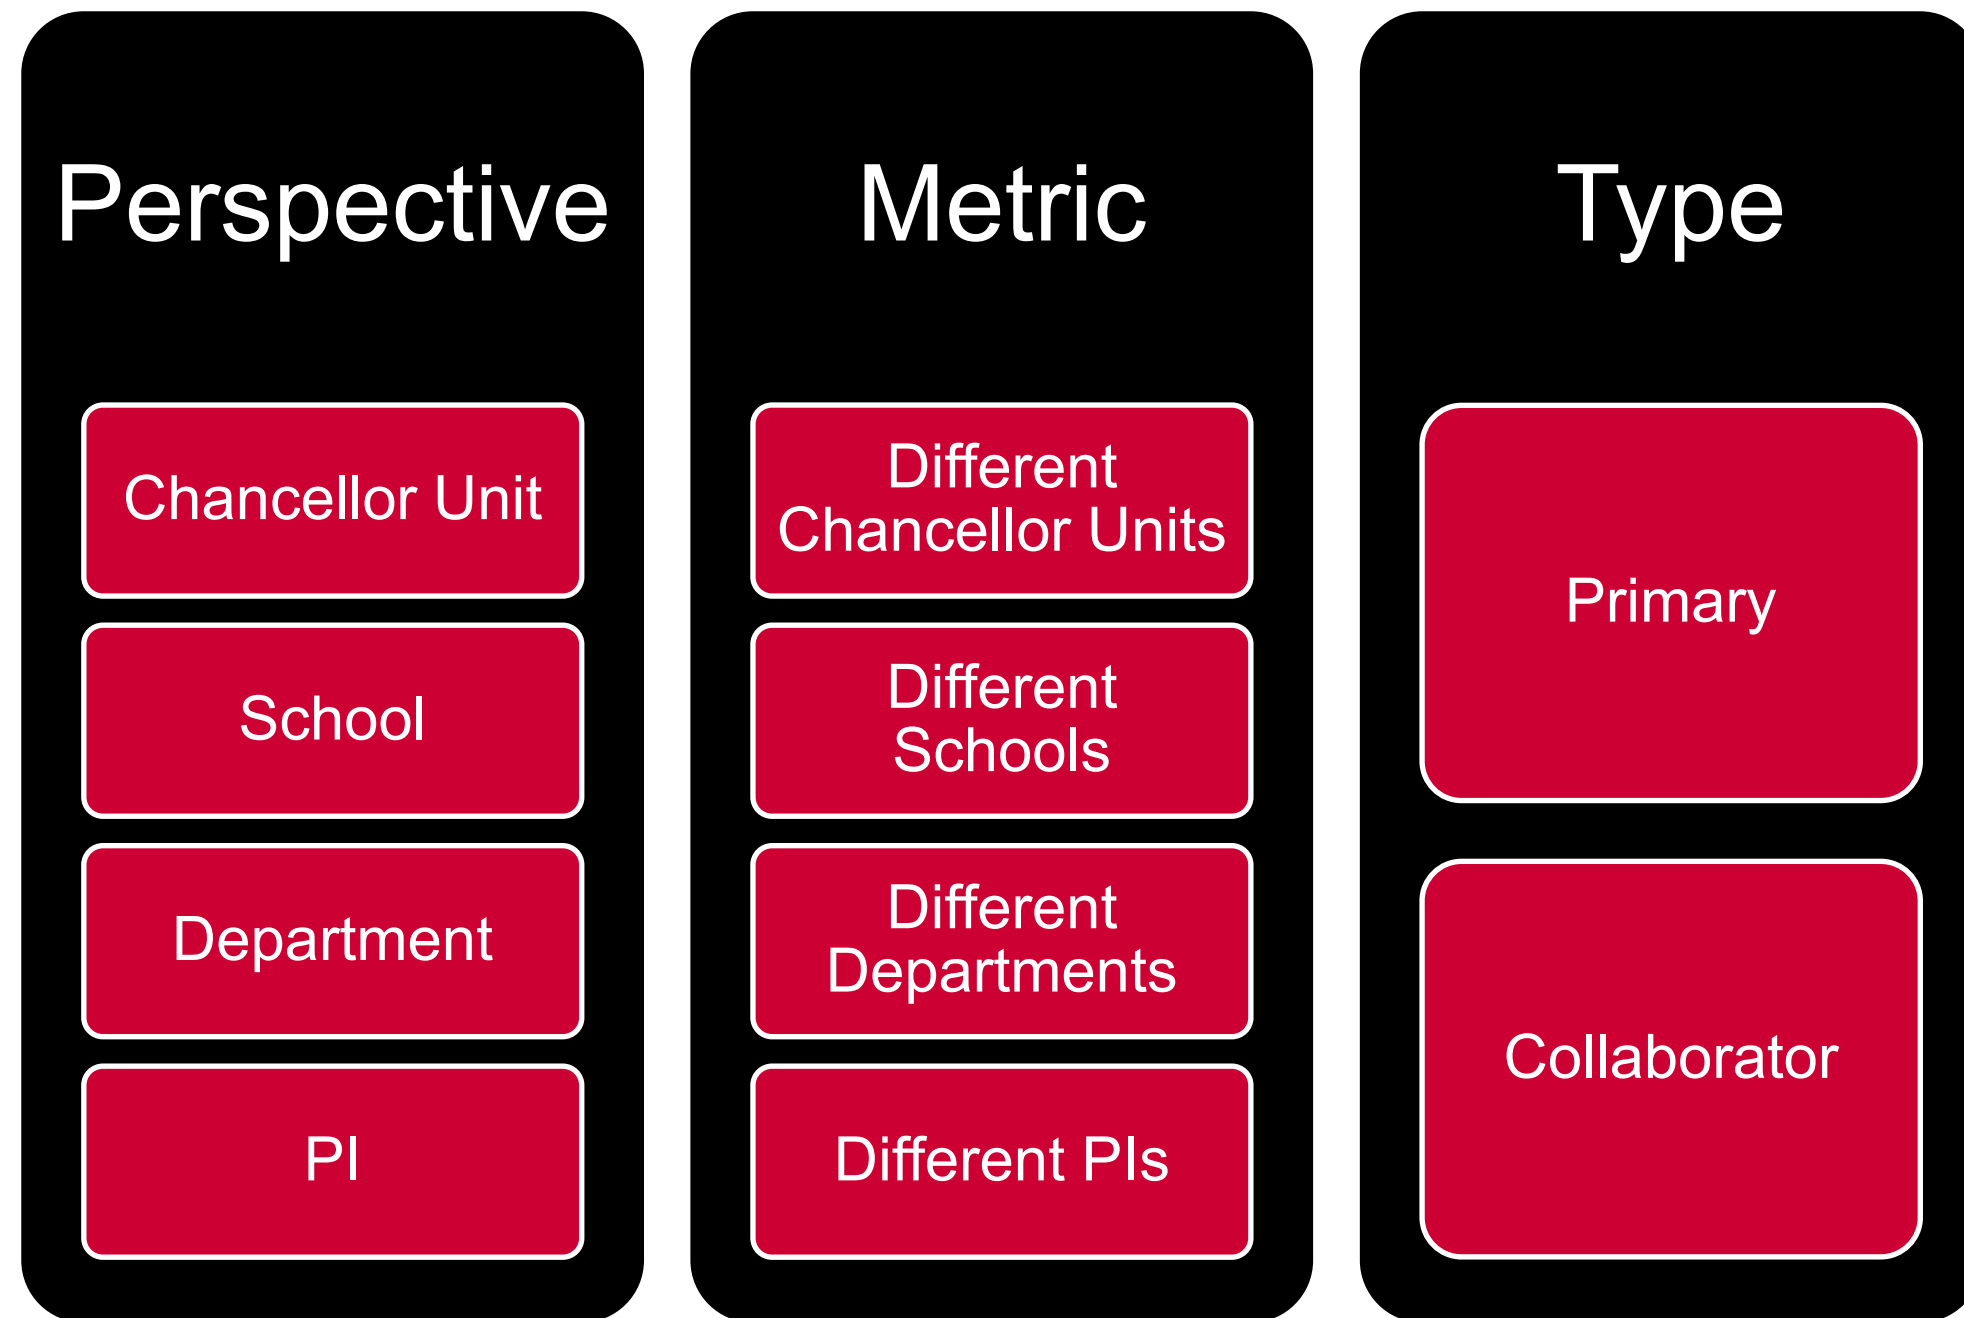 Perspective
Chancellor Unit
School
Department
PI
Metric
Different
Chancellor Units
Different
Schools
Different
Departments
Different PIs
Type
Primary
Collaborator